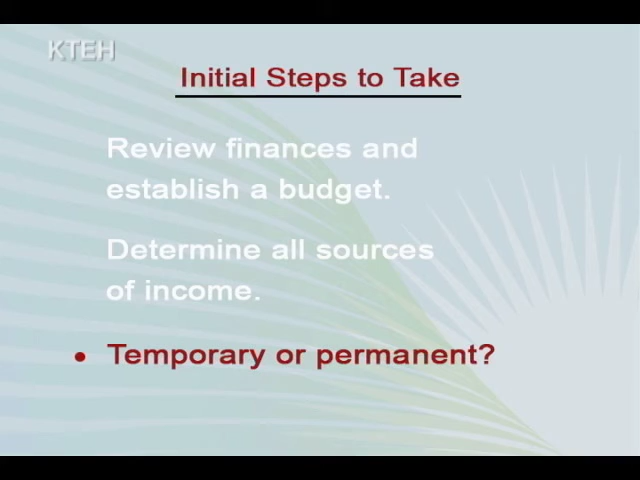 KTEH
Initial Steps to Take
Review finances and
establish a budget.
Determine all sources
of income.
• Temporary or permanent?